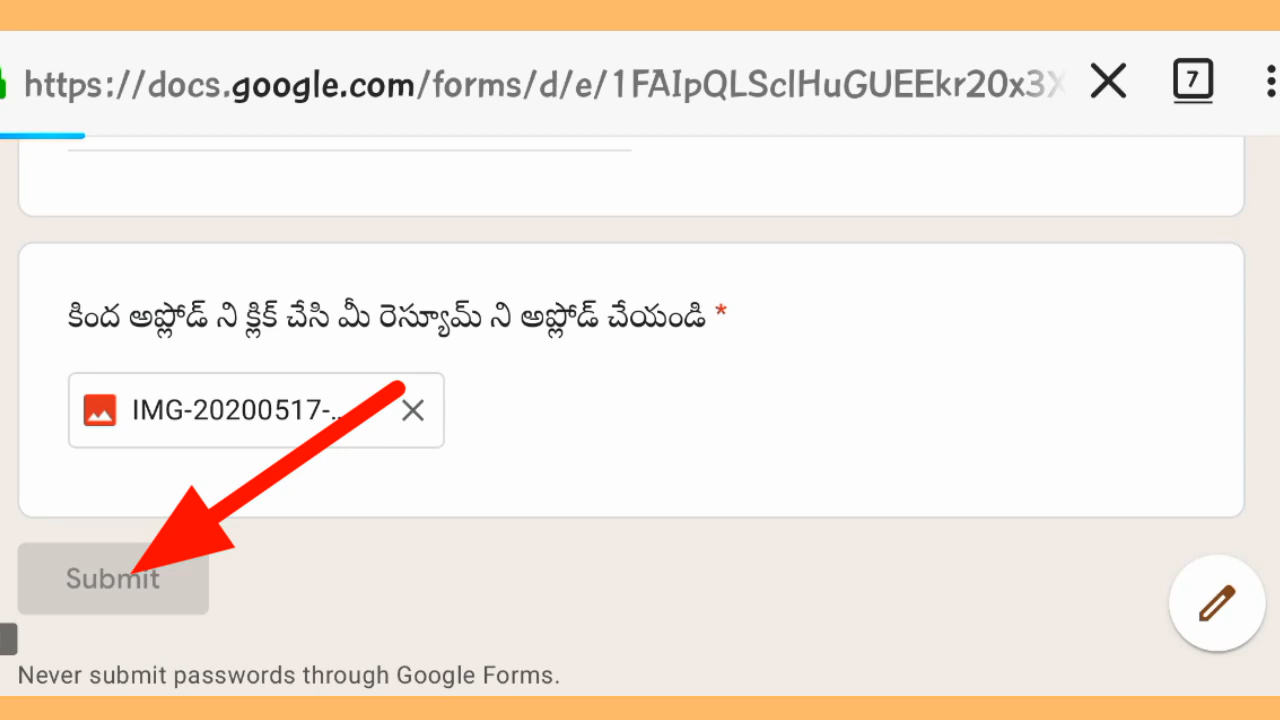 https://docs.google.com/forms/d/e/1FAIpQLSclHuGUEEkr20x3X
7
కింద అప్లోడ్ ని క్లిక్ చేసి మీ రెస్యూమ్ ని అప్లోడ్ చేయండి *
IMG-20200517-...
Submit
Never submit passwords through Google Forms.